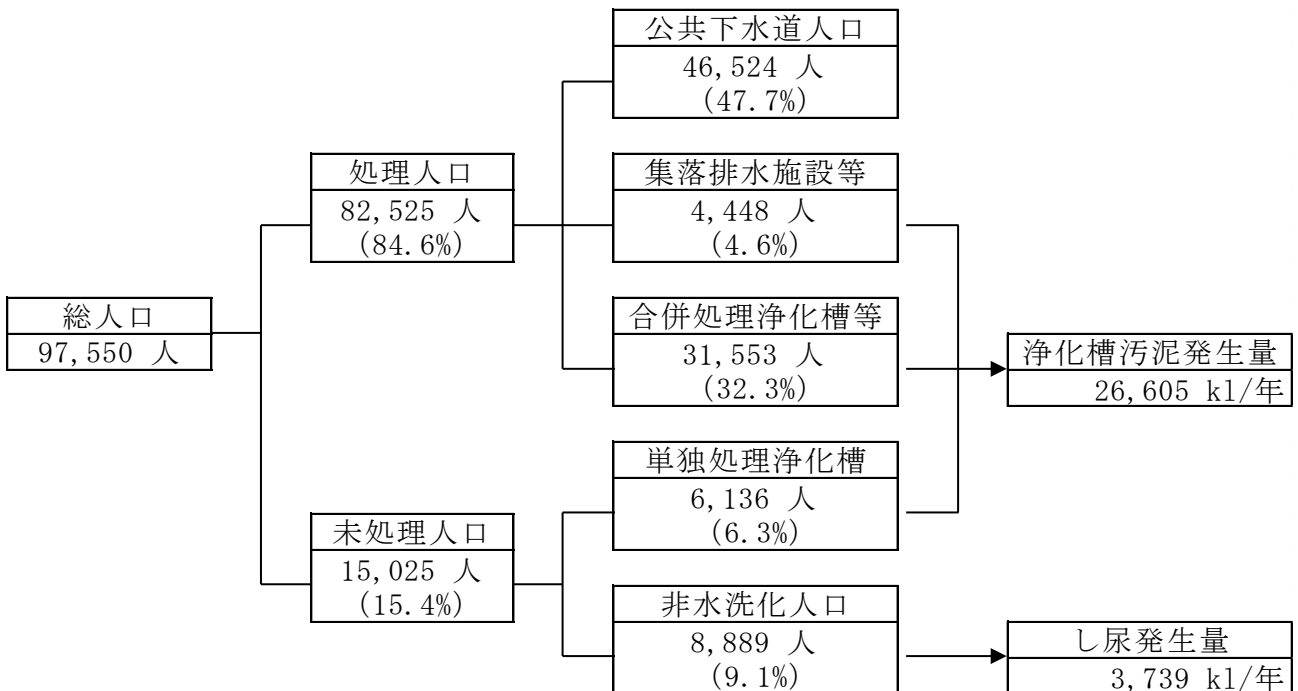 総人口
97,550 人
処理人口
82,525 人
(84.6%)
未処理人口
15,025 人
(15.4%)
公共下水道人口
46,524 人
(47.7%)
集落排水施設等
4,448 人
(4.6%)
合併処理浄化槽等
31,553 人
(32.3%)
単独処理浄化槽
6,136 人
(6.3%)
非水洗化人口
8,889 人
(9.1%)
浄化槽汚泥発生量
26,605 kl/年
し尿発生量
3,739 kl/年